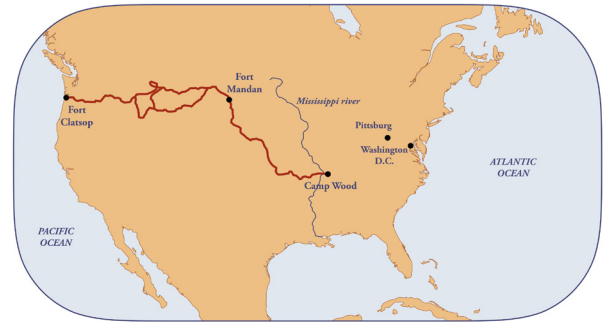 Fort
Mandan
Mississippi river
Fort
Clatsop
Pittsburg
Washington
D.C.
ATLANTIC
OCEAN
Camp Wood
PACIFIC
OCEAN